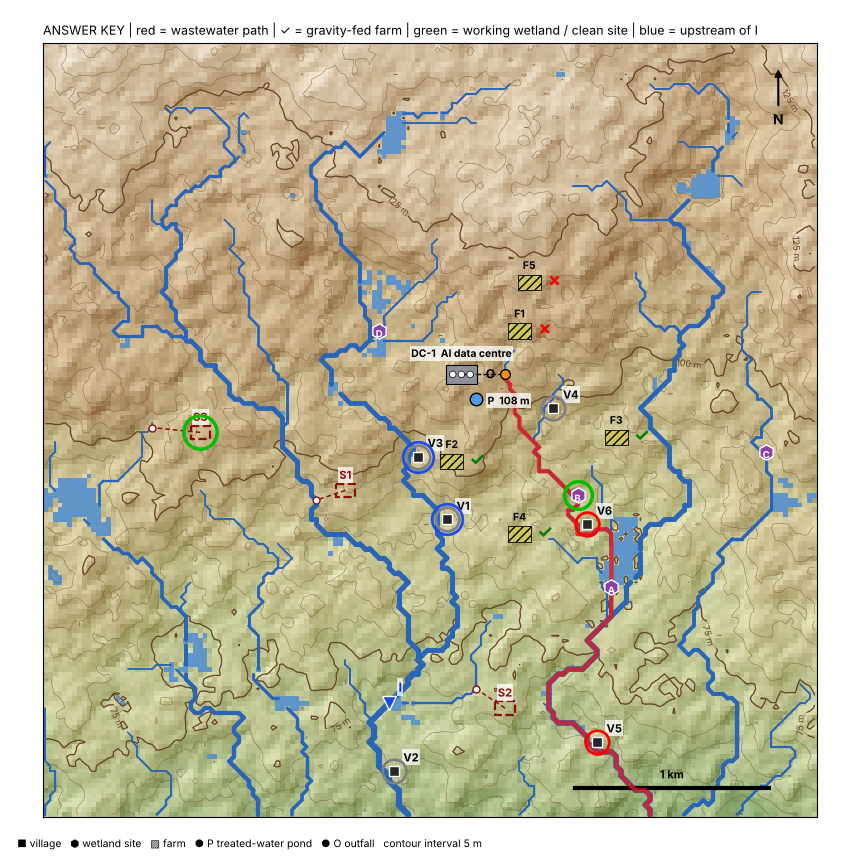 ANSWER KEY | red = wastewater path | ✓ = gravity-fed farm | green = working wetland / clean site | blue = upstream of I
N
125 m
125 m
125 m
F5
D
F1
DC-1 AI data centre
O
100 m
P 108 m
V4
S3
F3
V3
F2
C
S1
B
V1
V6
F4
A
75 m
I
S2
75 m
75 m
75 m
V5
V2
1 km
■ village ⬢ wetland site ▨ farm ● P treated-water pond ● O outfall contour interval 5 m